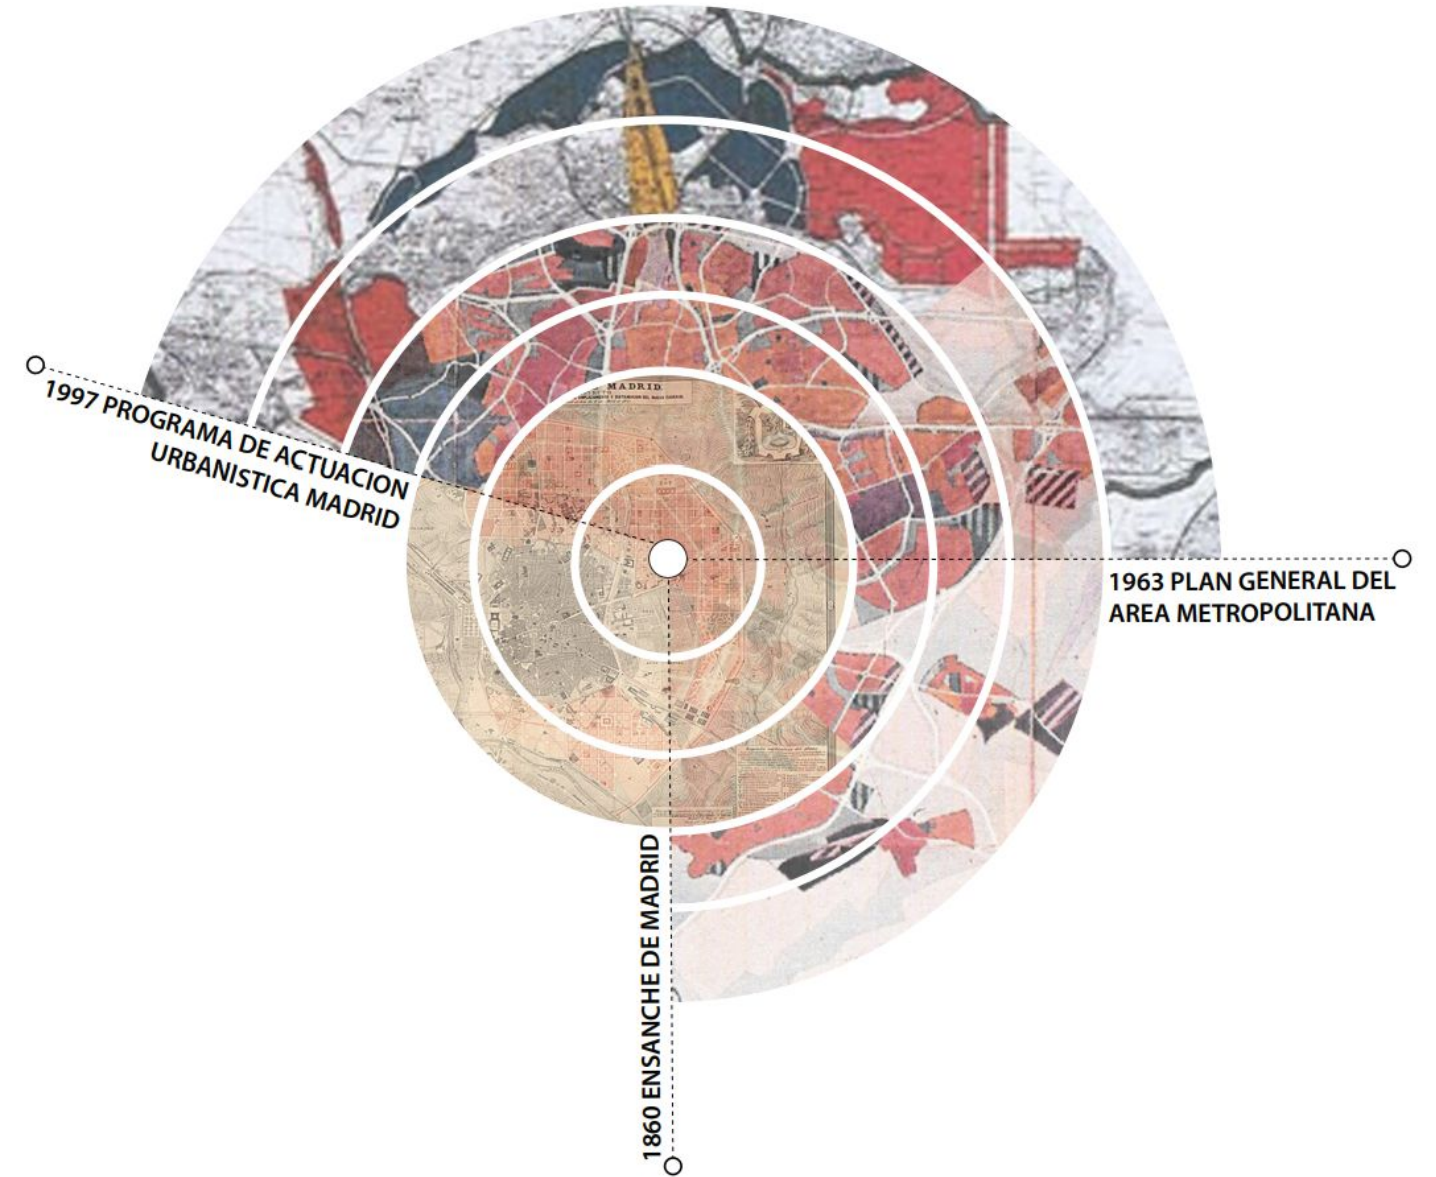 MADRID.
1997 PROGRAMA DE ACTUACION
URBANISTICA MADRID
1963 PLAN GENERAL DEL
AREA METROPOLITANA
1860 ENSANCHE DE MADRID